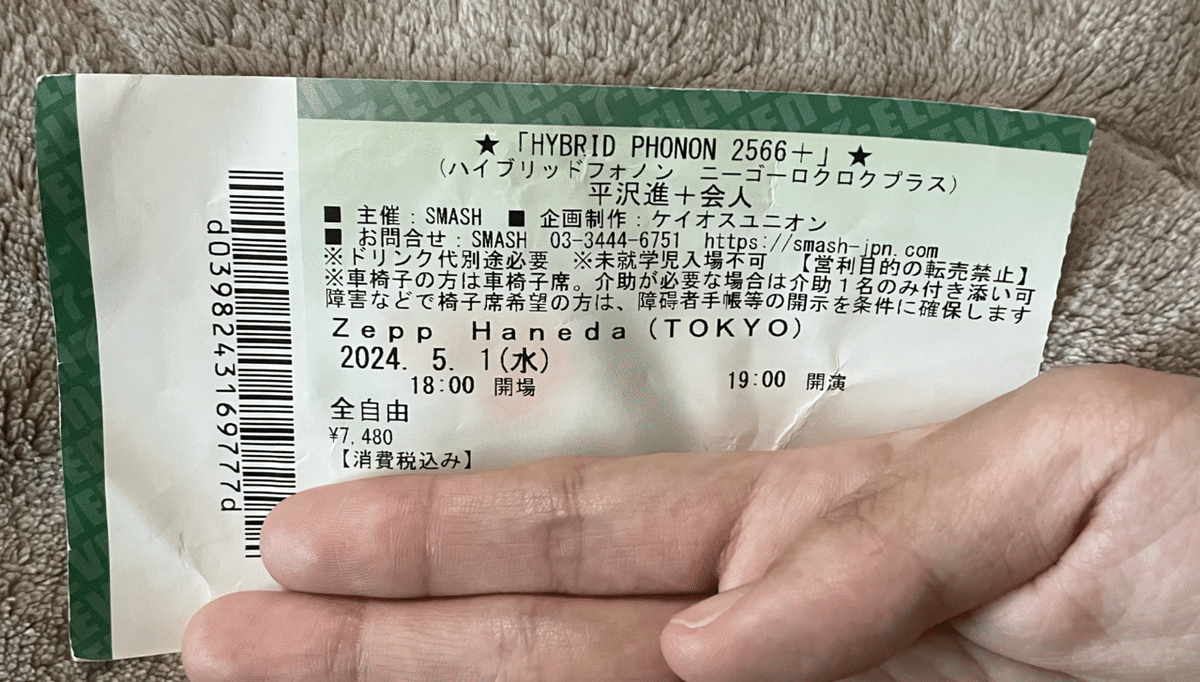 7-ELEVEN 7-ELEVEN
★「HYBRID PHONON 2566+」★
(ハイブリッドフォノン ニーゴーロクロクプラス)
平沢進+会人
■ 主催:SMASH ■ 企画制作:ケイオスユニオン
■ お問合せ:SMASH 03-3444-6751 https://smash-jpn.com
※ドリンク代別途必要 ※未就学児入場不可 【営利目的の転売禁止】
※車椅子の方は車椅子席。介助が必要な場合は介助1名のみ付き添い可
障害などで椅子席希望の方は、障碍者手帳等の開示を条件に確保します
Zepp Haneda(TOKYO)
2024. 5. 1(水)
18:00 開場 19:00 開演
全自由
¥7,480
【消費税込み】
d0398243169777d